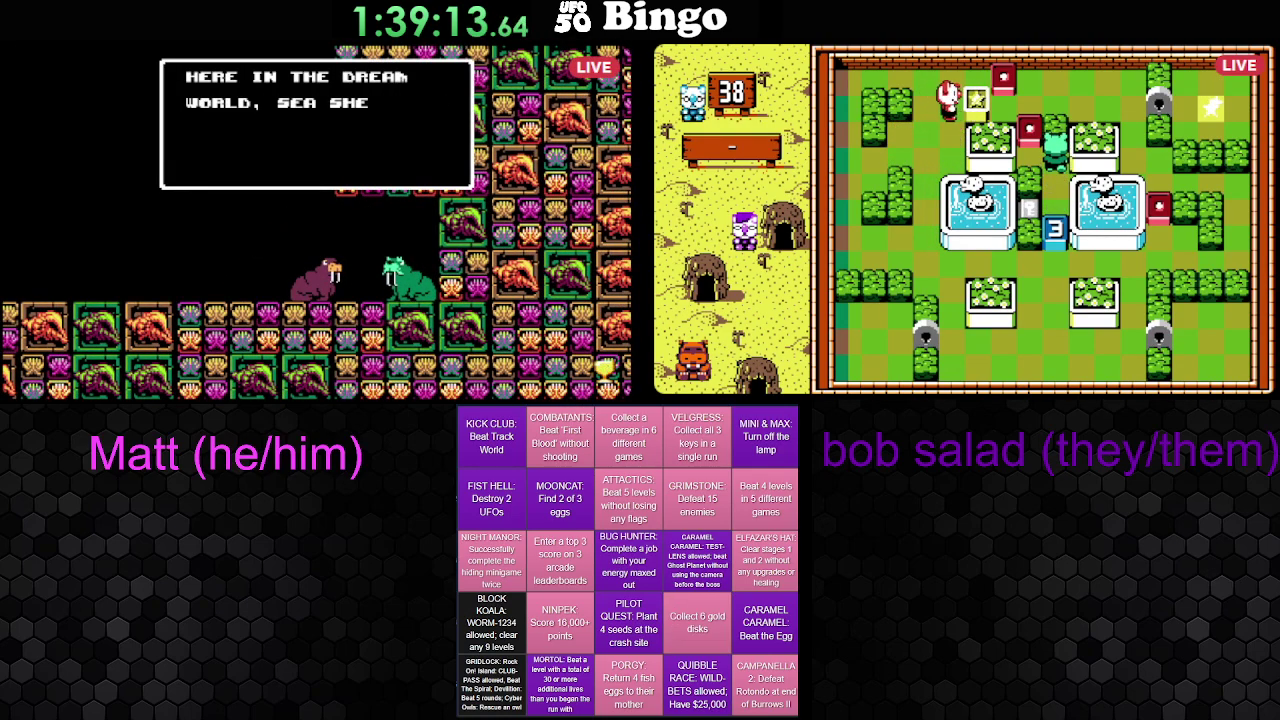 1:39:13.64
UFO 50 Bingo
HERE IN THE DREAM
WORLD, SEA SHE
LIVE
38
-
LIVE
3
Matt (he/him)
bob salad (they/them)
KICK CLUB:
Beat Track
World
COMBATANTS:
Beat 'First
Blood' without
shooting
Collect a
beverage in 6
different
games
VELGRESS:
Collect all 3
keys in a
single run
MINI & MAX:
Turn off the
lamp
FIST HELL:
Destroy 2
UFOs
MOONCAT:
Find 2 of 3
eggs
ATTACTICS:
Beat 5 levels
without losing
any flags
GRIMSTONE:
Defeat 15
enemies
Beat 4 levels
in 5 different
games
NIGHT MANOR:
Successfully
complete the
hiding minigame
twice
Enter a top 3
score on 3
arcade
leaderboards
BUG HUNTER:
Complete a job
with your
energy maxed
out
CARAMEL
CARAMEL: TEST-
LENS allowed; beat
Ghost Planet without
using the camera
before the boss
ELFAZAR'S HAT:
Clear stages 1
and 2 without
any upgrades or
healing
BLOCK
KOALA:
WORM-1234
allowed; clear
any 9 levels
NINPEK
Score 16,000+
points
PILOT
QUEST: Plant
4 seeds at the
crash site
Collect 6 gold
disks
CARAMEL
CARAMEL:
Beat the Egg
GRIDLOCK: Rock
On! Island: CLUB-
PASS allowed, Beat
The Spiral; Devilition:
Beat 5 rounds; Cyber
Owls: Rescue an owl
MORTOL: Beat a
level with a total of
30 or more
additional lives
than you began the
run with
PORGY:
Return 4 fish
eggs to their
mother
QUIBBLE
RACE: WILD-
BETS allowed;
Have $25,000
CAMPANELLA
2: Defeat
Rotondo at end
of Burrows II